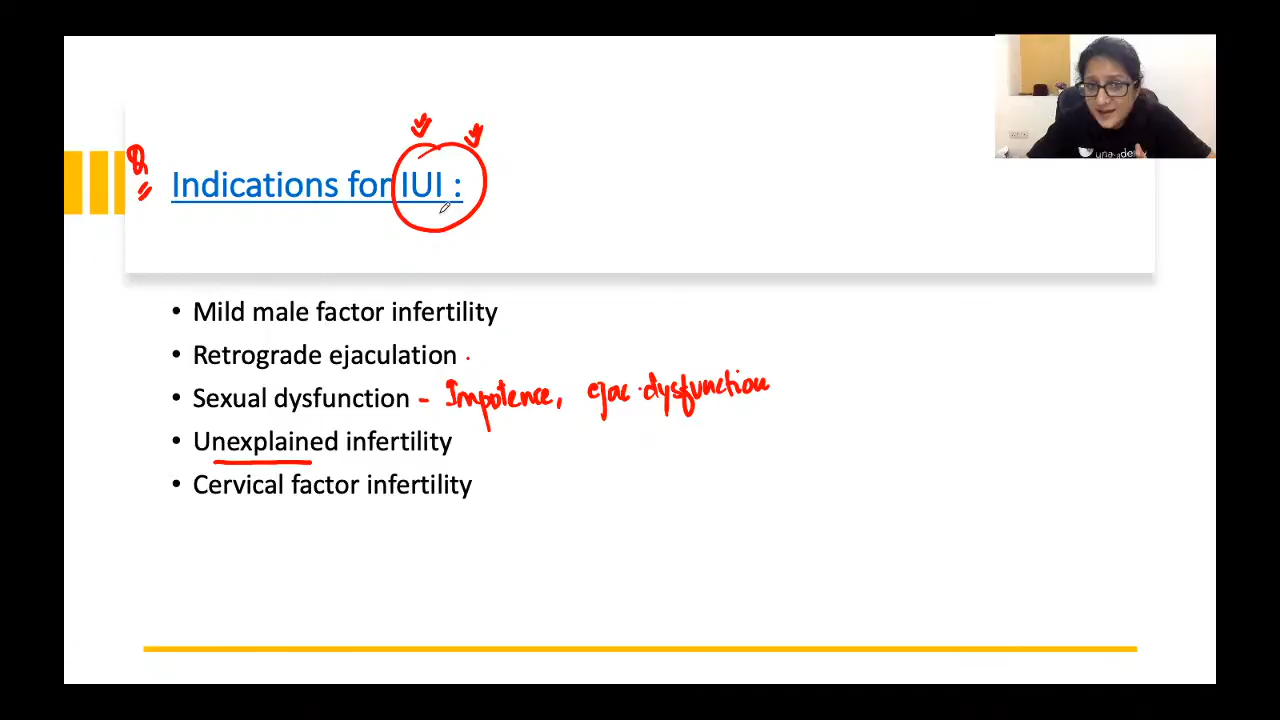 Indications for IUI :
• Mild male factor infertility
• Retrograde ejaculation
• Sexual dysfunction - Impotence, ejac. dysfunction
• Unexplained infertility
• Cervical factor infertility